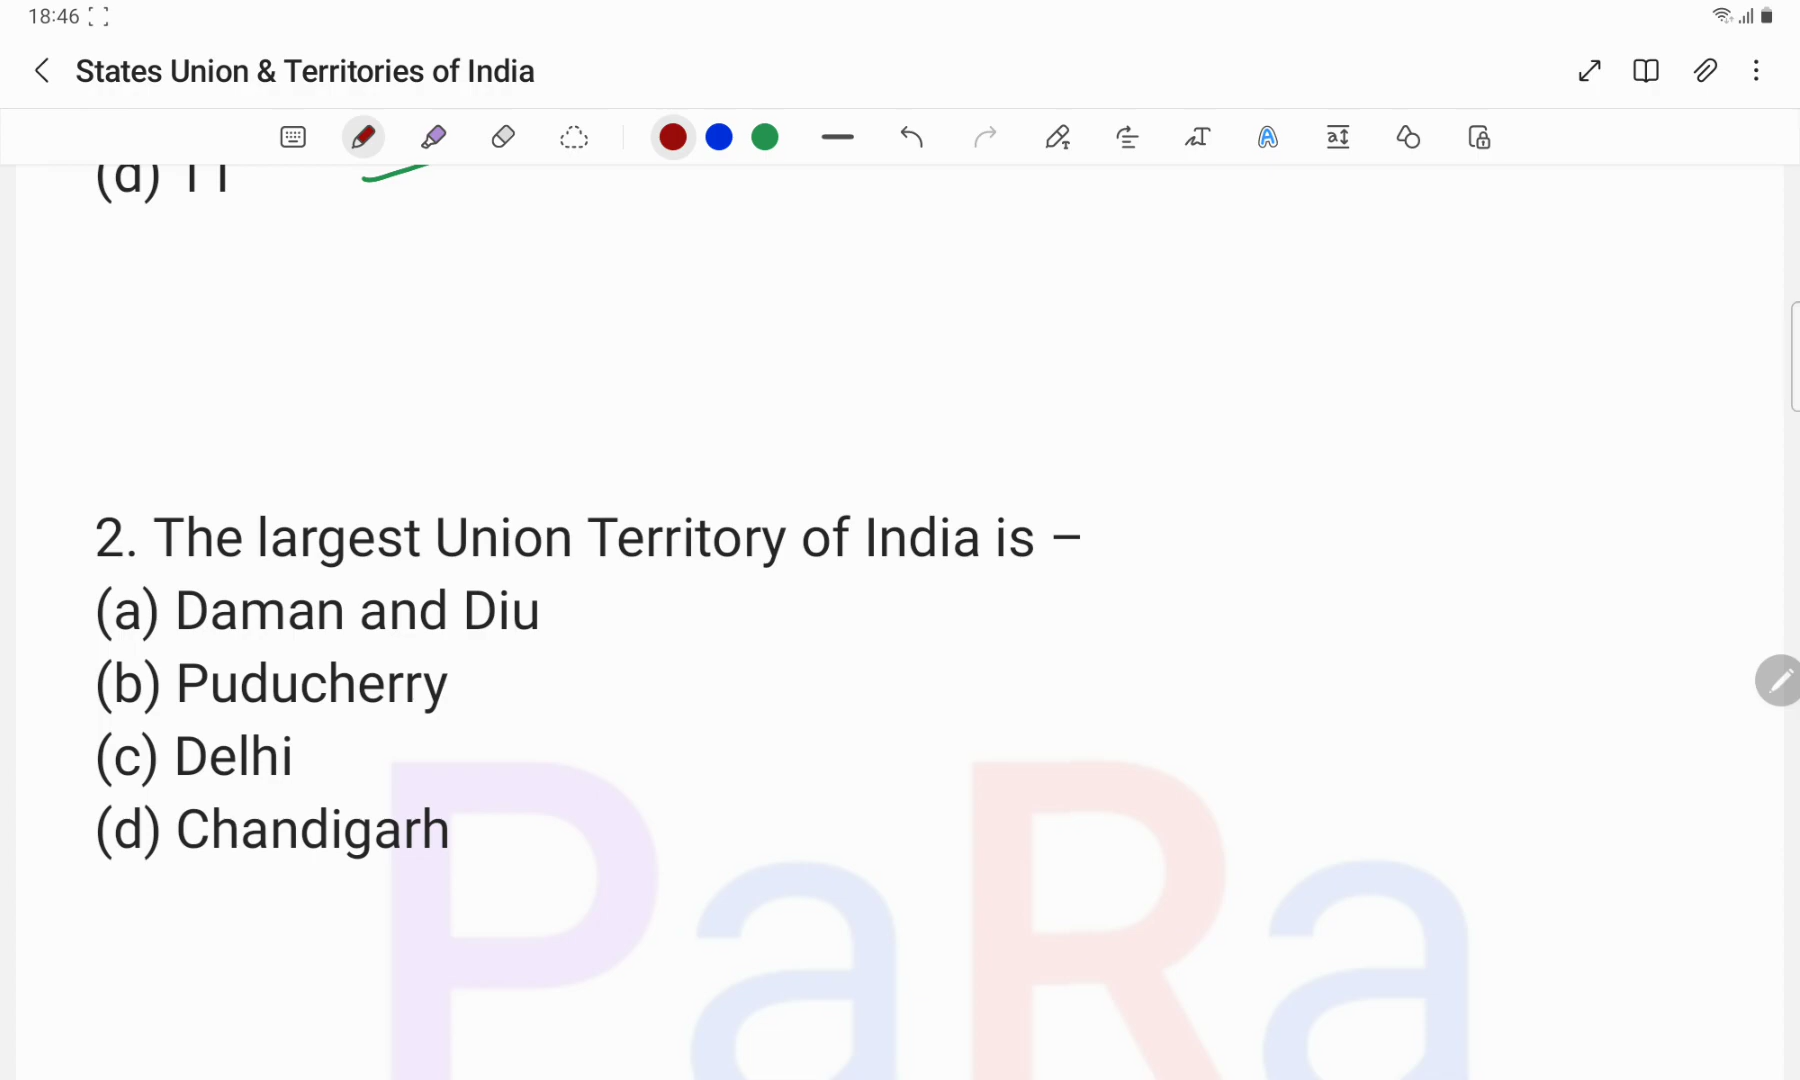 18:46
States Union & Territories of India
(d) 11
2. The largest Union Territory of India is –
(a) Daman and Diu
(b) Puducherry
(c) Delhi
(d) Chandigarh
PaRa